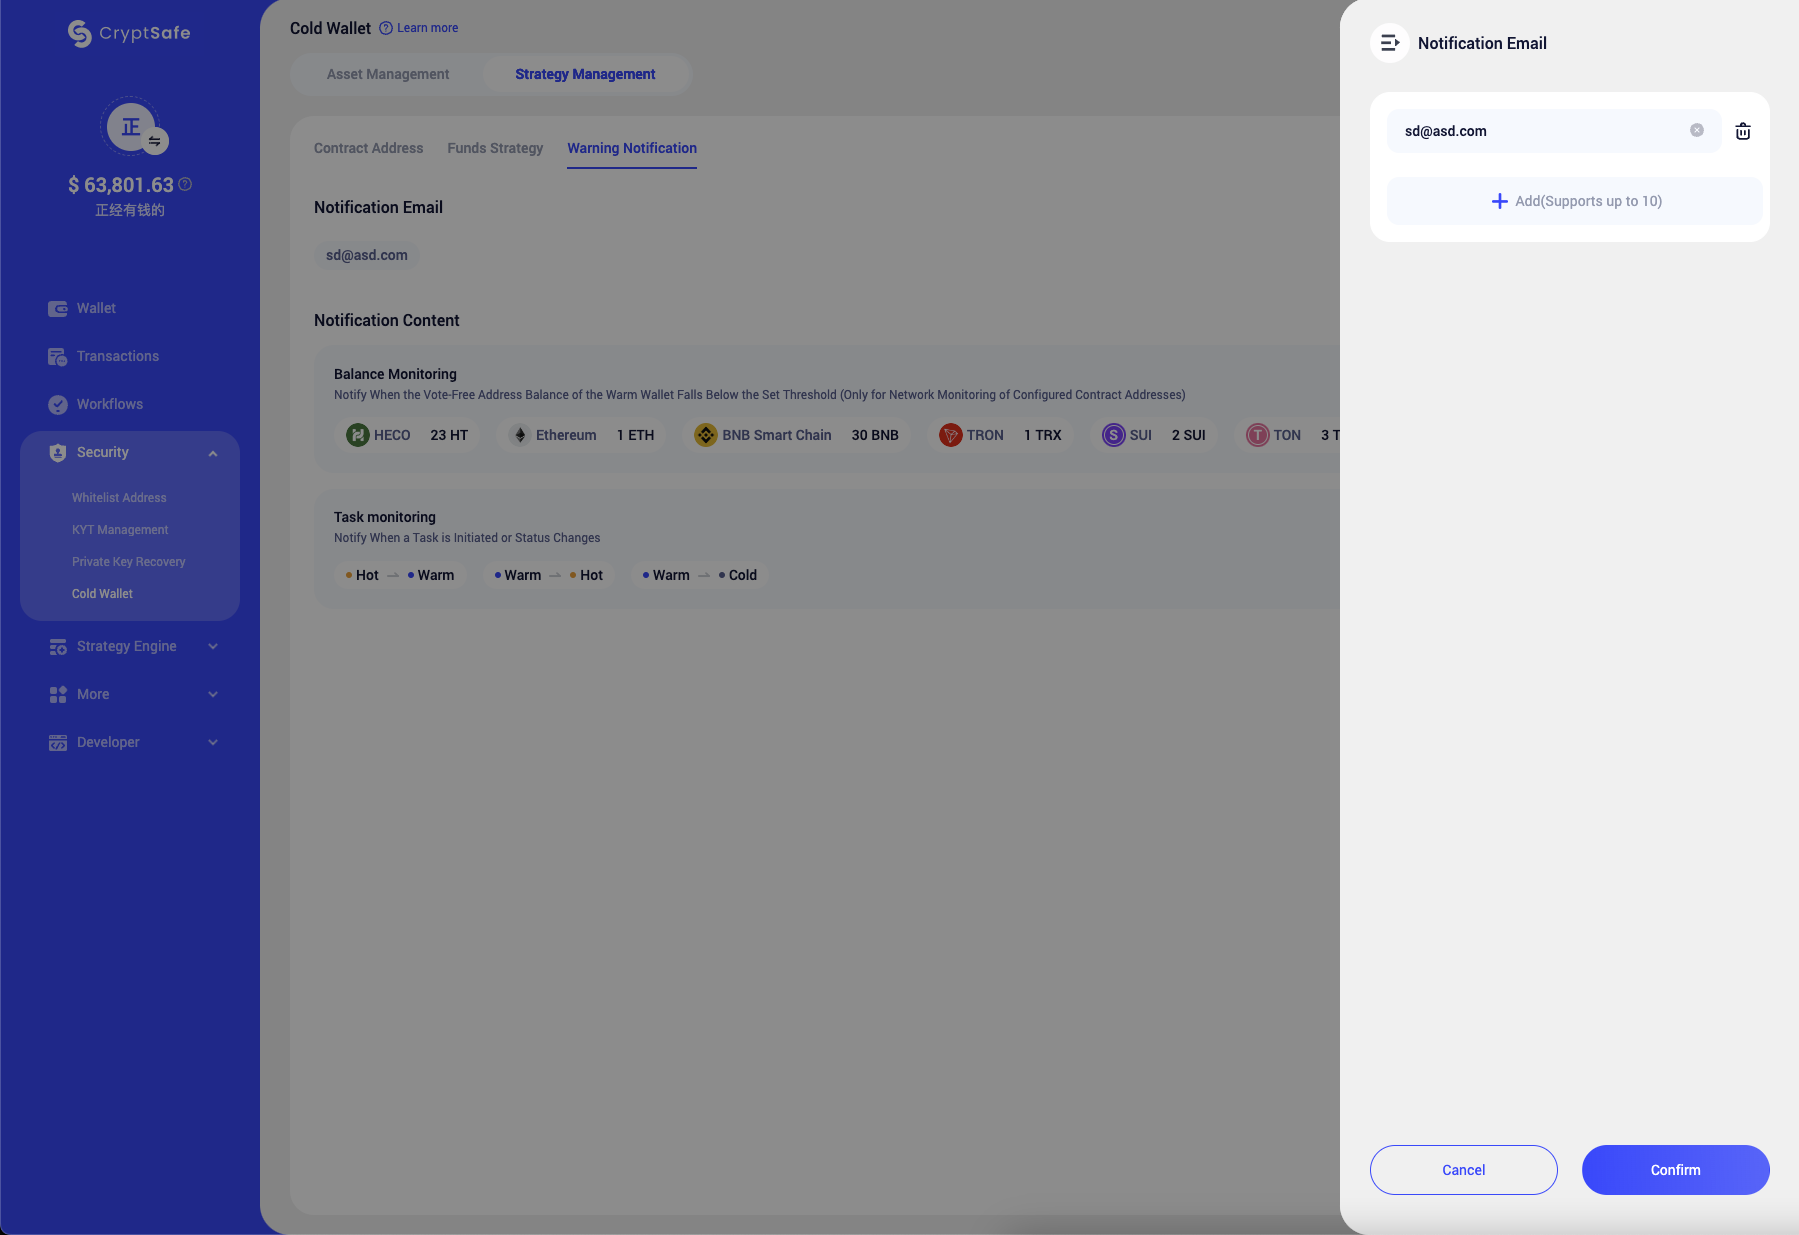 CryptSafe
正
$ 63,801.63
正经有钱的
Wallet
Transactions
Workflows
Security
Whitelist Address
KYT Management
Private Key Recovery
Cold Wallet
Strategy Engine
More
Developer
Cold Wallet Learn more
Asset Management Strategy Management
Contract Address Funds Strategy Warning Notification
Notification Email
sd@asd.com
Notification Content
Balance Monitoring
Notify When the Vote-Free Address Balance of the Warm Wallet Falls Below the Set Threshold (Only for Network Monitoring of Configured Contract Addresses)
HECO 23 HT Ethereum 1 ETH BNB Smart Chain 30 BNB TRON 1 TRX SUI 2 SUI TON 3 T
Task monitoring
Notify When a Task is Initiated or Status Changes
Hot Warm Warm Hot Warm Cold
Notification Email
sd@asd.com
Add(Supports up to 10)
Cancel Confirm